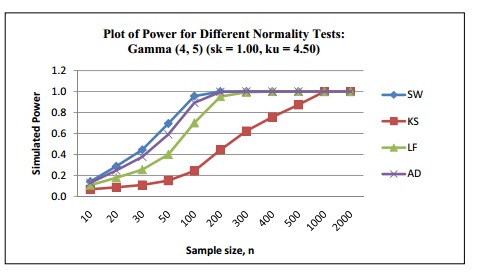 Plot of Power for Different Normality Tests:
Gamma (4, 5) (sk = 1.00, ku = 4.50)
1.2
1.0
0.8
0.6
0.4
0.2
0.0
Simulated Power
10 20 30 50 100 200 300 400 500 1000 2000
Sample size, n
SW
KS
LF
AD